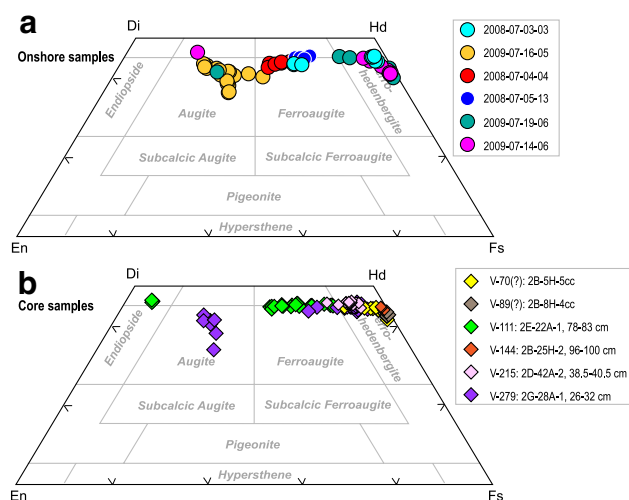 a
Di
Hd
Onshore samples
Endiopside
Augite
Ferroaugite
hedenbergite
Subcalcic Augite
Subcalcic Ferroaugite
Pigeonite
Hypersthene
En
Fs
2008-07-03-03
2009-07-16-05
2008-07-04-04
2008-07-05-13
2009-07-19-06
2009-07-14-06
b
Di
Hd
Core samples
Endiopside
Augite
Ferroaugite
hedenbergite
Subcalcic Augite
Subcalcic Ferroaugite
Pigeonite
Hypersthene
En
Fs
V-70(?): 2B-5H-5cc
V-89(?): 2B-8H-4cc
V-111: 2E-22A-1, 78-83 cm
V-144: 2B-25H-2, 96-100 cm
V-215: 2D-42A-2, 38.5-40.5 cm
V-279: 2G-28A-1, 26-32 cm